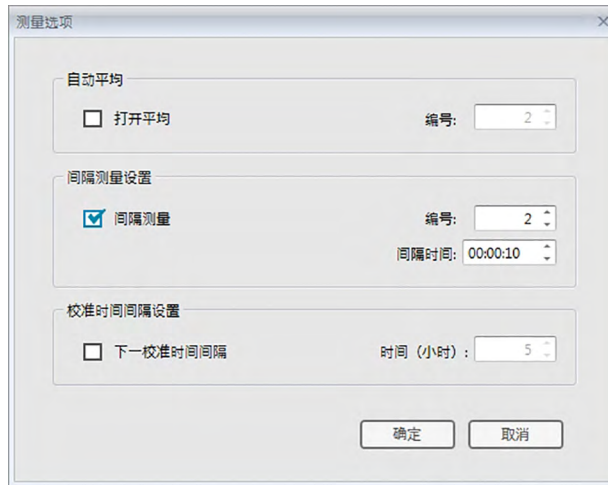 测量选项
自动平均
打开平均 编号: 2
间隔测量设置
间隔测量 编号: 2
间隔时间: 00:00:10
校准时间间隔设置
下一校准时间间隔 时间（小时）: 5
确定 取消